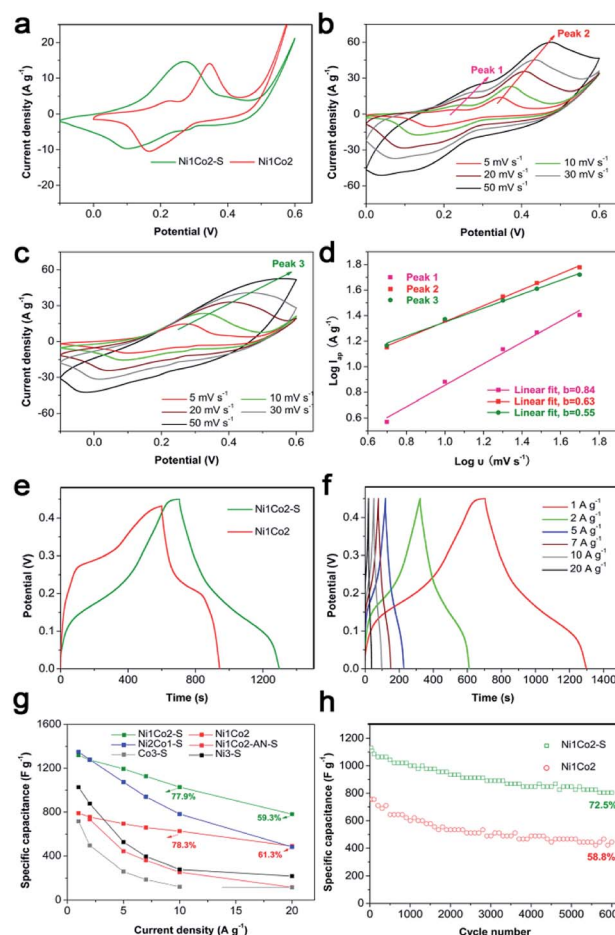 a
Current density (A g⁻¹)
20
10
0
-10
-20
Ni1Co2-S
Ni1Co2
0.0
0.2
0.4
0.6
Potential (V)
b
Current density (A g⁻¹)
60
30
0
-30
-60
Peak 1
Peak 2
5 mV s⁻¹
10 mV s⁻¹
20 mV s⁻¹
30 mV s⁻¹
50 mV s⁻¹
0.0
0.2
0.4
0.6
Potential (V)
c
Current density (A g⁻¹)
60
30
0
-30
-60
Peak 3
5 mV s⁻¹
10 mV s⁻¹
20 mV s⁻¹
30 mV s⁻¹
50 mV s⁻¹
0.0
0.2
0.4
0.6
Potential (V)
d
Log Iap (A g⁻¹)
1.8
1.6
1.4
1.2
1.0
0.8
0.6
Peak 1
Peak 2
Peak 3
Linear fit, b=0.84
Linear fit, b=0.63
Linear fit, b=0.55
0.6
0.8
1.0
1.2
1.4
1.6
1.8
Log υ (mV s⁻¹)
e
Potential (V)
0.4
0.3
0.2
0.1
0.0
Ni1Co2-S
Ni1Co2
0
400
800
1200
Time (s)
f
Potential (V)
0.4
0.3
0.2
0.1
0.0
1 A g⁻¹
2 A g⁻¹
5 A g⁻¹
7 A g⁻¹
10 A g⁻¹
20 A g⁻¹
0
200
400
600
800
1000
1200
1400
Time (s)
g
Specific capacitance (F g⁻¹)
1600
1200
800
400
0
Ni1Co2-S
Ni1Co2
Ni2Co1-S
Ni1Co2-AN-S
Co3-S
Ni3-S
77.9%
59.3%
78.3%
61.3%
0
5
10
15
20
Current density (A g⁻¹)
h
Specific capacitance (F g⁻¹)
1200
1000
800
600
400
200
0
Ni1Co2-S
Ni1Co2
72.5%
58.8%
0
1000
2000
3000
4000
5000
6000
Cycle number